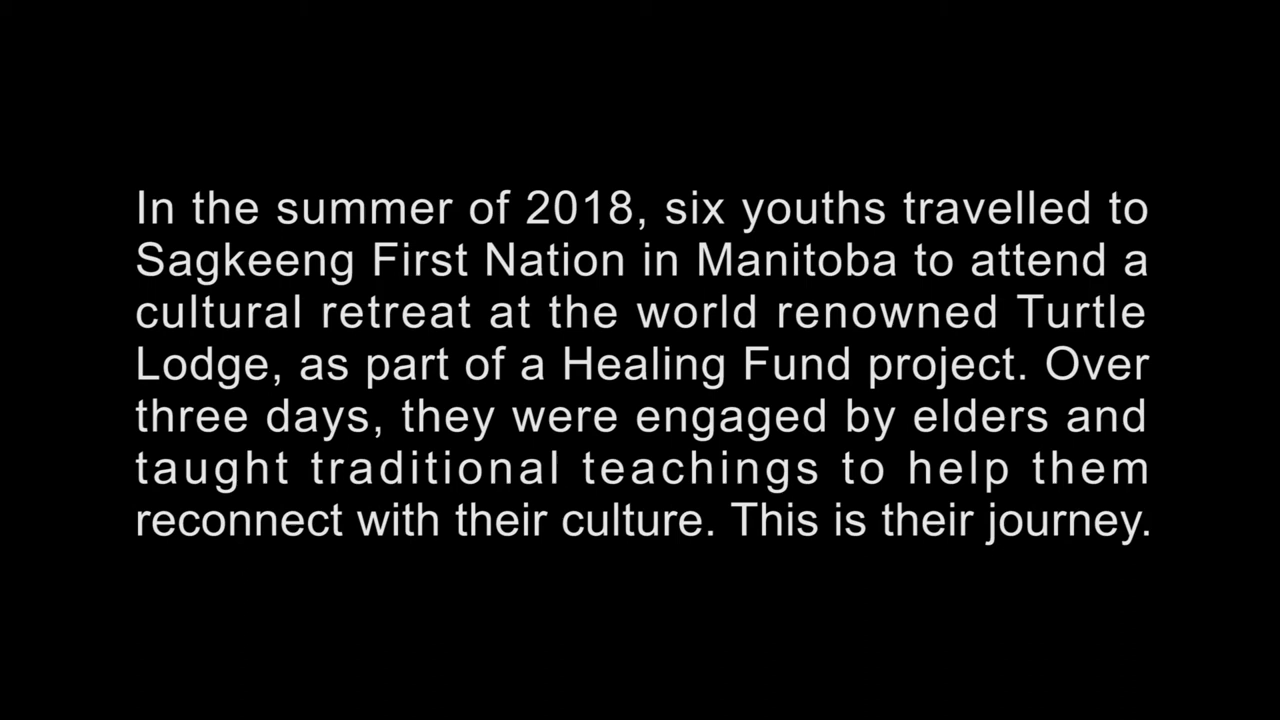 In the summer of 2018, six youths travelled to
Sagkeeng First Nation in Manitoba to attend a
cultural retreat at the world renowned Turtle
Lodge, as part of a Healing Fund project. Over
three days, they were engaged by elders and
taught traditional teachings to help them
reconnect with their culture. This is their journey.